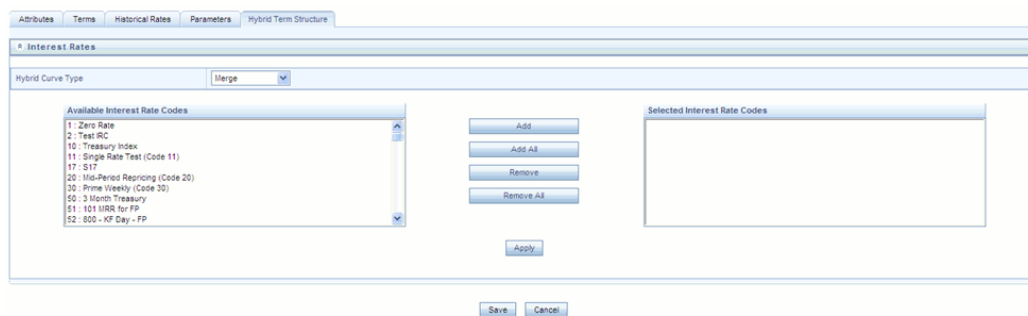 Attributes Terms Historical Rates Parameters Hybrid Term Structure
Interest Rates
Hybrid Curve Type Merge
Available Interest Rate Codes
1 : Zero Rate
2 : Test IRC
10 : Treasury Index
11 : Single Rate Test (Code 11)
17 : S17
20 : Mid-Period Repricing (Code 20)
30 : Prime Weekly (Code 30)
50 : 3 Month Treasury
51 : 101 MRR for FP
52 : 800 - KF Day - FP
Add
Add All
Remove
Remove All
Selected Interest Rate Codes
Apply
Save Cancel